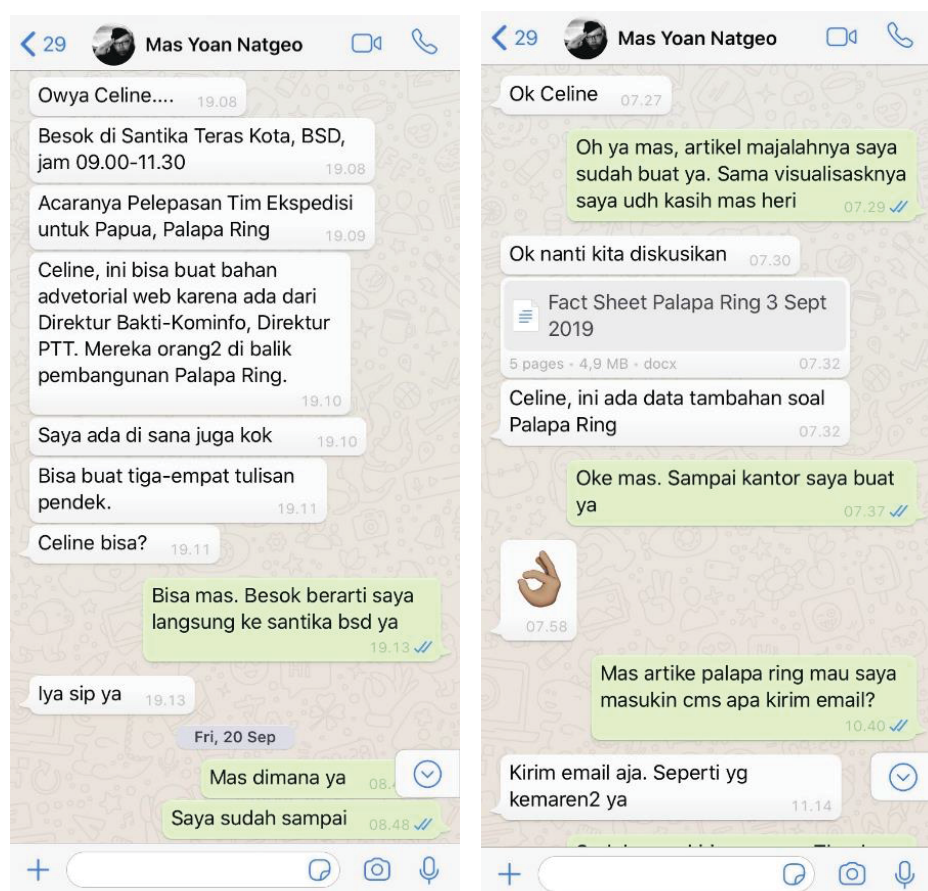 29
Mas Yoan Natgeo
Owya Celine.... 19.08
Besok di Santika Teras Kota, BSD,
jam 09.00-11.30 19.08
Acaranya Pelepasan Tim Ekspedisi
untuk Papua, Palapa Ring 19.09
Celine, ini bisa buat bahan
advetorial web karena ada dari
Direktur Bakti-Kominfo, Direktur
PTT. Mereka orang2 di balik
pembangunan Palapa Ring.
19.10
Saya ada di sana juga kok 19.10
Bisa buat tiga-empat tulisan
pendek. 19.11
Celine bisa? 19.11
Bisa mas. Besok berarti saya
langsung ke santika bsd ya
19.13
Iya sip ya 19.13
Fri, 20 Sep
Mas dimana ya
Saya sudah sampai 08.48
29
Mas Yoan Natgeo
Ok Celine 07.27
Oh ya mas, artikel majalahnya saya
sudah buat ya. Sama visualisasknya
saya udh kasih mas heri 07.29
Ok nanti kita diskusikan 07.30
Fact Sheet Palapa Ring 3 Sept
2019
5 pages • 4,9 MB • docx 07.32
Celine, ini ada data tambahan soal
Palapa Ring 07.32
Oke mas. Sampai kantor saya buat
ya 07.37
07.58
Mas artike palapa ring mau saya
masukin cms apa kirim email?
10.40
Kirim email aja. Seperti yg
kemaren2 ya 11.14